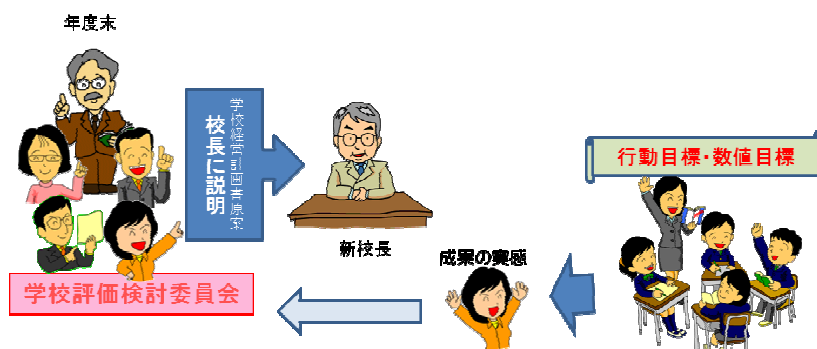 年度末
学校経営計画書原案
校長に説明
新校長
行動目標・数値目標
成果の実感
学校評価検討委員会